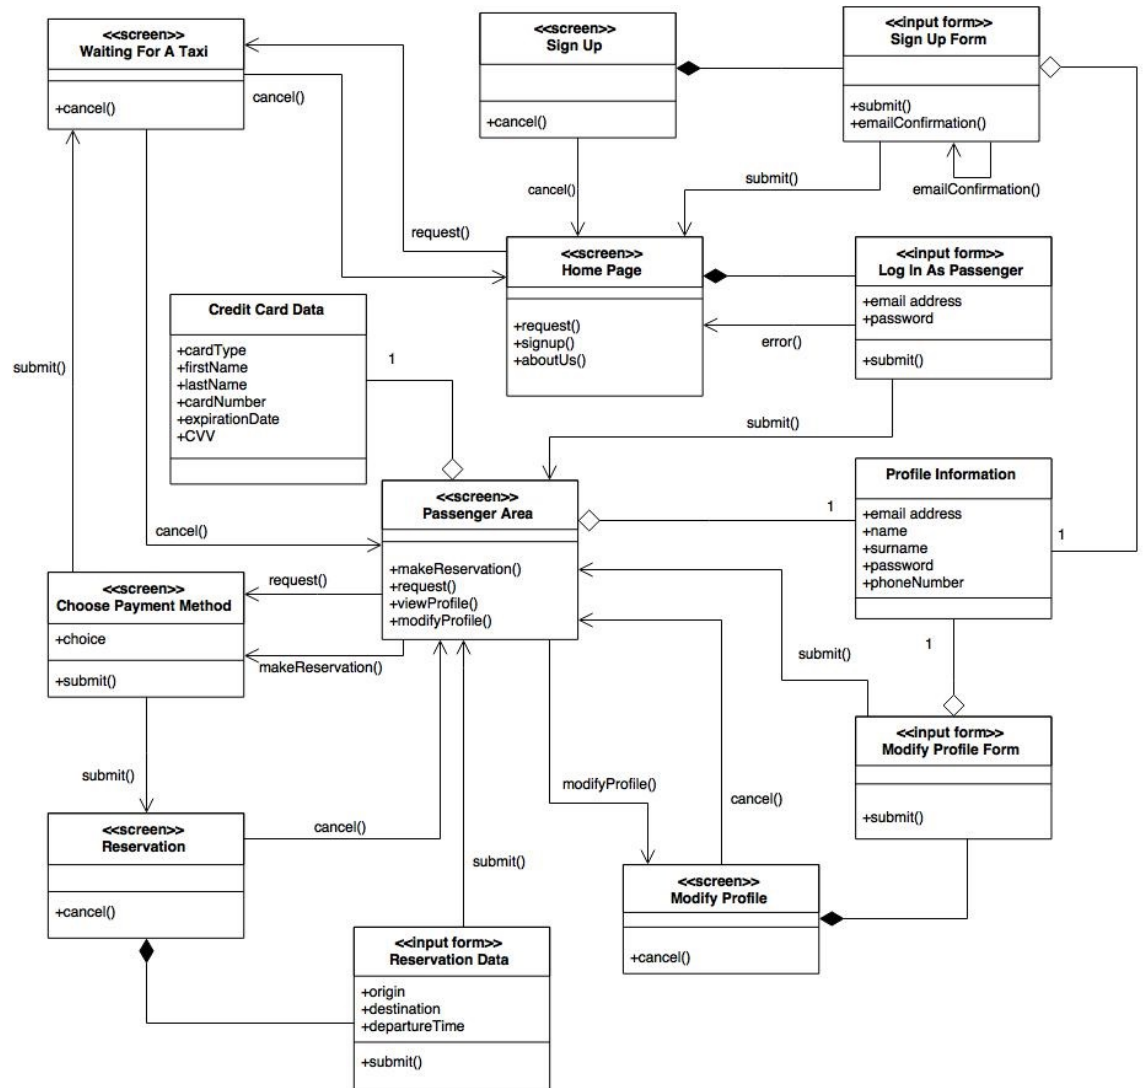 <<screen>>
Waiting For A Taxi
+cancel()
<<screen>>
Sign Up
+cancel()
<<input form>>
Sign Up Form
+submit()
+emailConfirmation()
cancel()
cancel()
submit()
emailConfirmation()
request()
<<screen>>
Home Page
+request()
+signup()
+aboutUs()
<<input form>>
Log In As Passenger
+email address
+password
+submit()
error()
Credit Card Data
+cardType
+firstName
+lastName
+cardNumber
+expirationDate
+CVV
1
submit()
submit()
<<screen>>
Passenger Area
+makeReservation()
+request()
+viewProfile()
+modifyProfile()
1
Profile Information
+email address
+name
+surname
+password
+phoneNumber
1
cancel()
request()
<<screen>>
Choose Payment Method
+choice
+submit()
makeReservation()
1
submit()
<<input form>>
Modify Profile Form
+submit()
submit()
modifyProfile()
cancel()
<<screen>>
Reservation
+cancel()
cancel()
submit()
<<screen>>
Modify Profile
+cancel()
<<input form>>
Reservation Data
+origin
+destination
+departureTime
+submit()